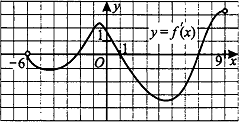 y
1
y = f'(x)
-6 O 1 9 x